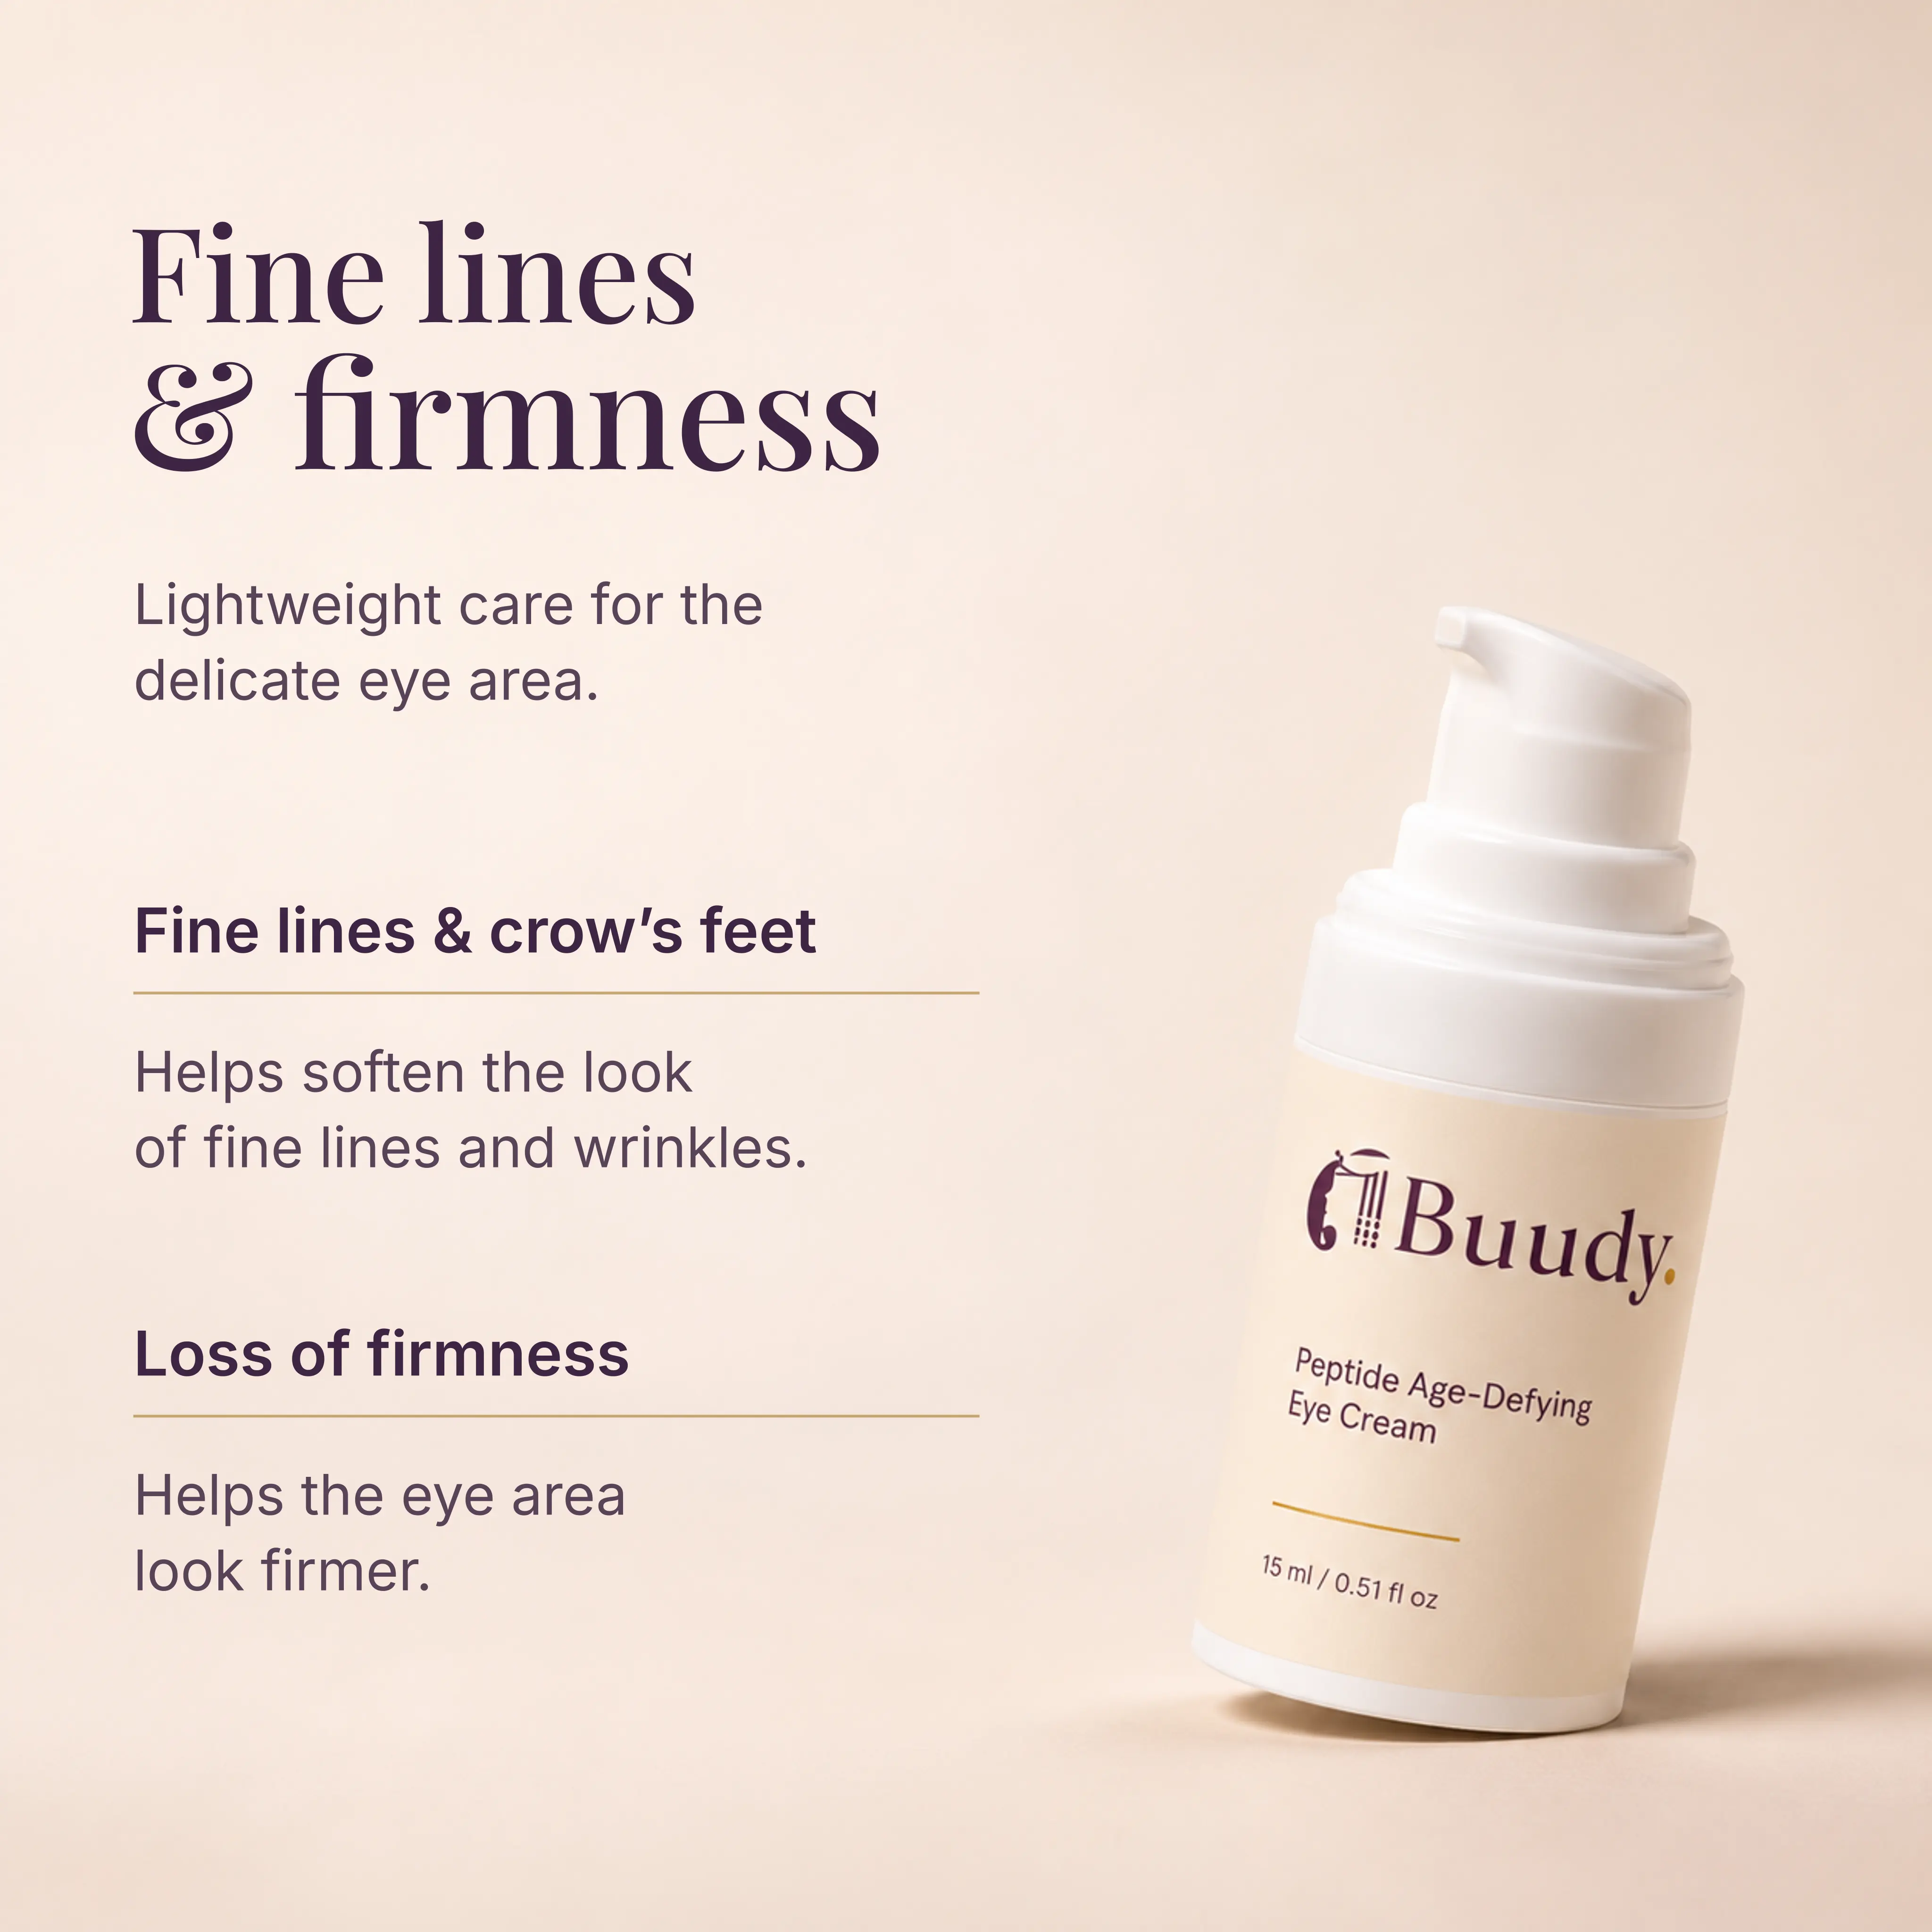 Fine lines
& firmness
Lightweight care for the
delicate eye area.
Fine lines & crow’s feet
Helps soften the look
of fine lines and wrinkles.
Loss of firmness
Helps the eye area
look firmer.
Buudy.
Peptide Age-Defying
Eye Cream
15 ml / 0.51 fl oz